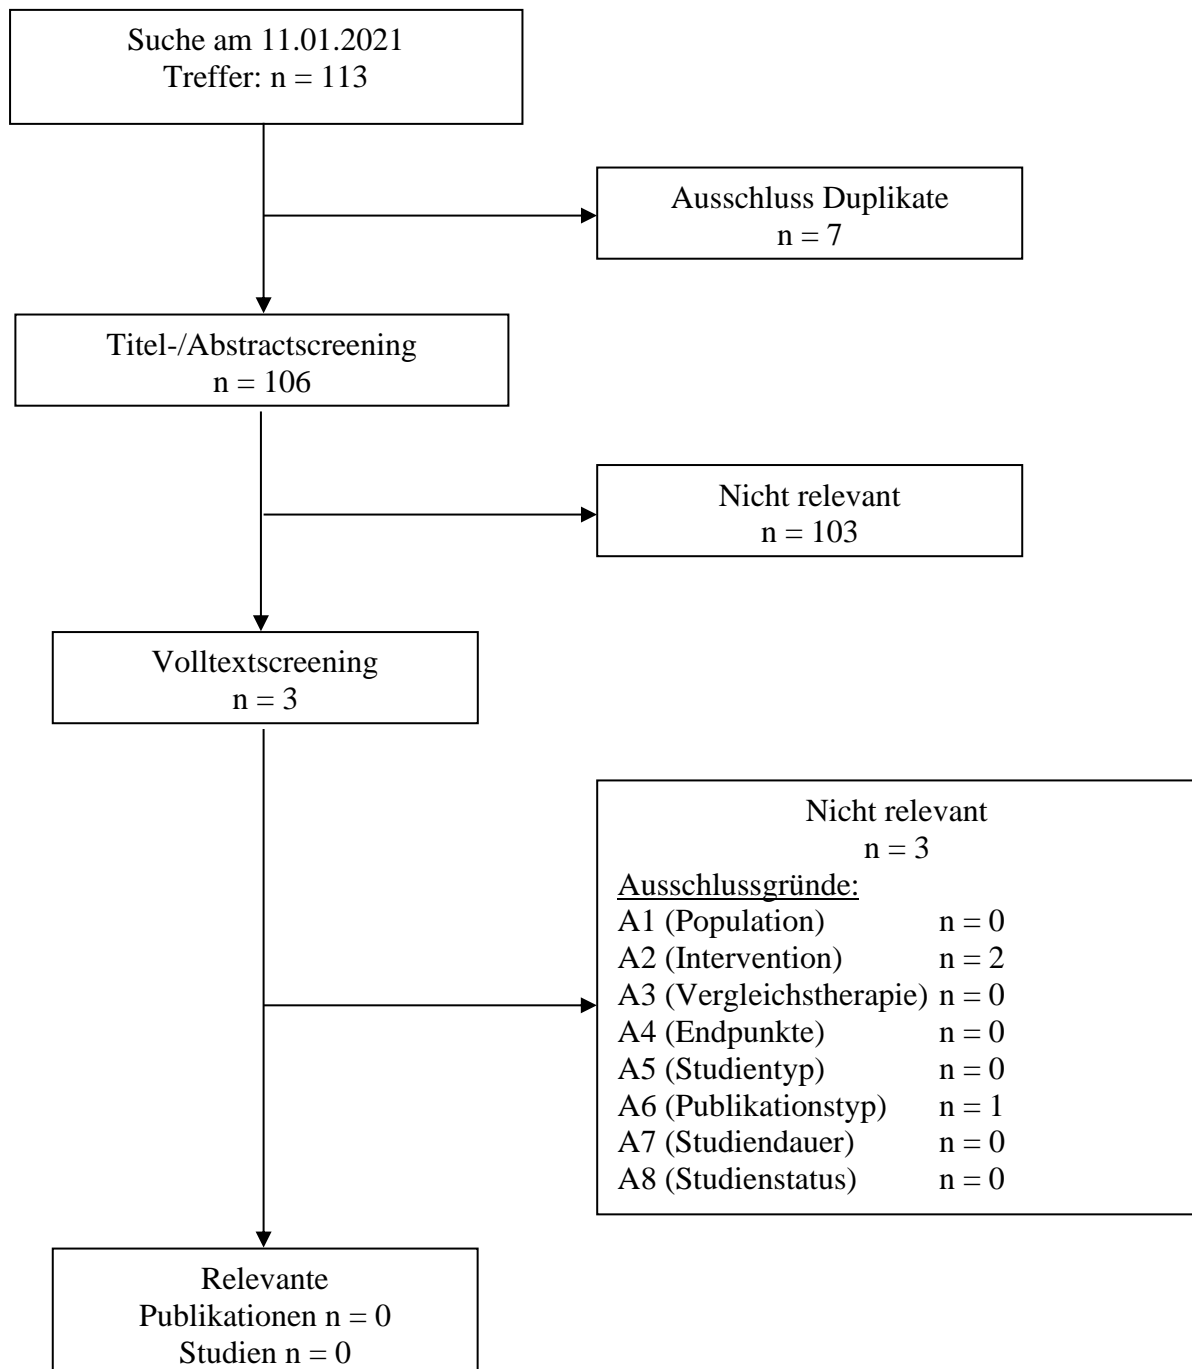 Suche am 11.01.2021
Treffer: n = 113
Ausschluss Duplikate
n = 7
Titel-/Abstractscreening
n = 106
Nicht relevant
n = 103
Volltextscreening
n = 3
Nicht relevant
n = 3
Ausschlussgründe:
A1 (Population) n = 0
A2 (Intervention) n = 2
A3 (Vergleichstherapie) n = 0
A4 (Endpunkte) n = 0
A5 (Studientyp) n = 0
A6 (Publikationstyp) n = 1
A7 (Studiendauer) n = 0
A8 (Studienstatus) n = 0
Relevante
Publikationen n = 0
Studien n = 0